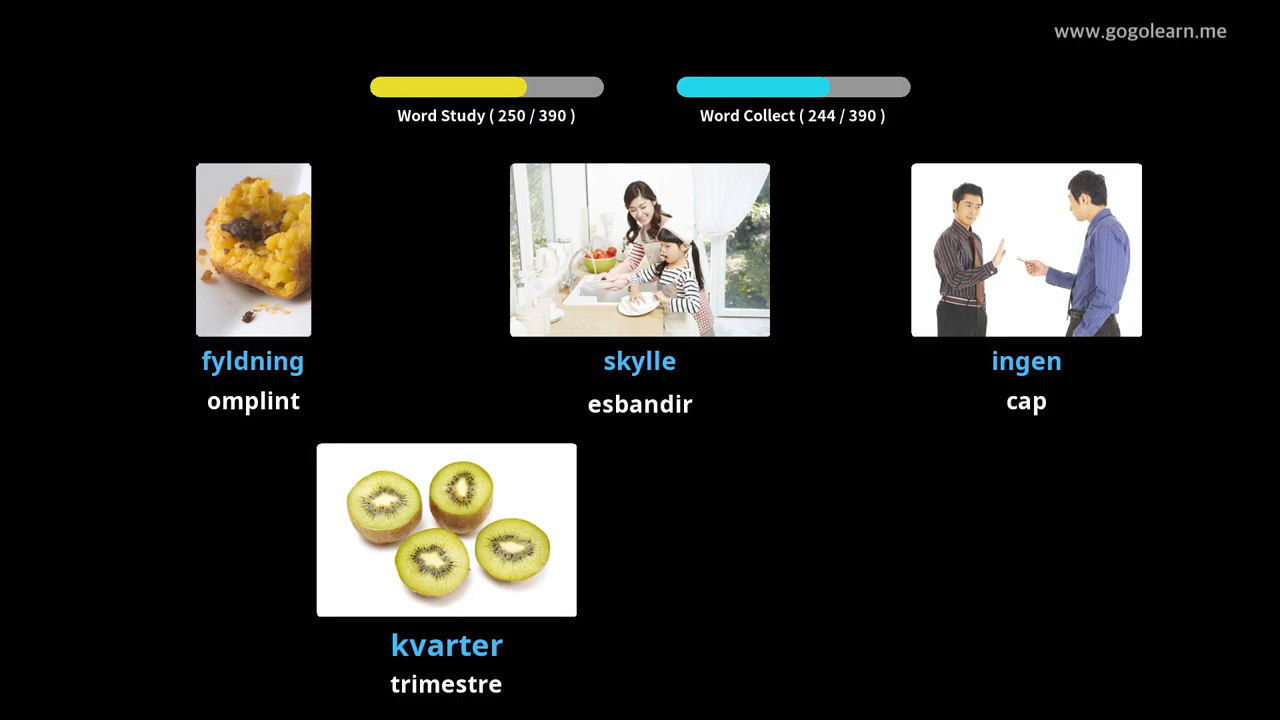 www.gogolearn.me
Word Study ( 250 / 390 )
Word Collect ( 244 / 390 )
fyldning
omplint
skylle
esbandir
ingen
cap
kvarter
trimestre